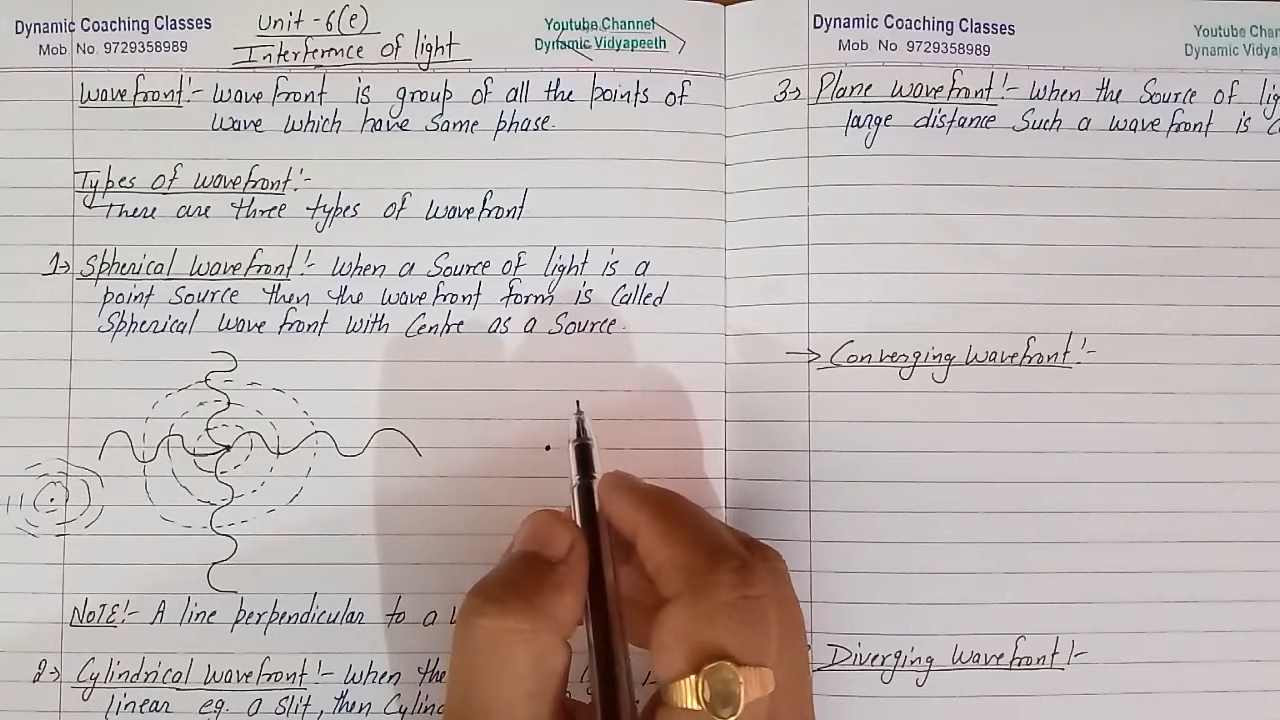 Dynamic Coaching Classes
Mob No. 9729358989
Unit-6(e)
Interference of light
Youtube Channel
Dynamic Vidyapeeth
Wavefront:- Wave front is group of all the points of
wave which have same phase.
Types of wavefront:-
There are three types of wavefront
1→ Spherical wavefront:- When a source of light is a
point source then the wavefront form is called
Spherical wave front with centre as a source.
NOTE:- A line perpendicular to a
2→ Cylindrical wavefront:- When the
linear eg. a slit, then
Dynamic Coaching Classes
Mob No 9729358989
Youtube
Dynamic
3→ Plane wavefront:- When the source of
large distance such a wavefront is
→ Converging Wavefront:-
Diverging Wavefront:-